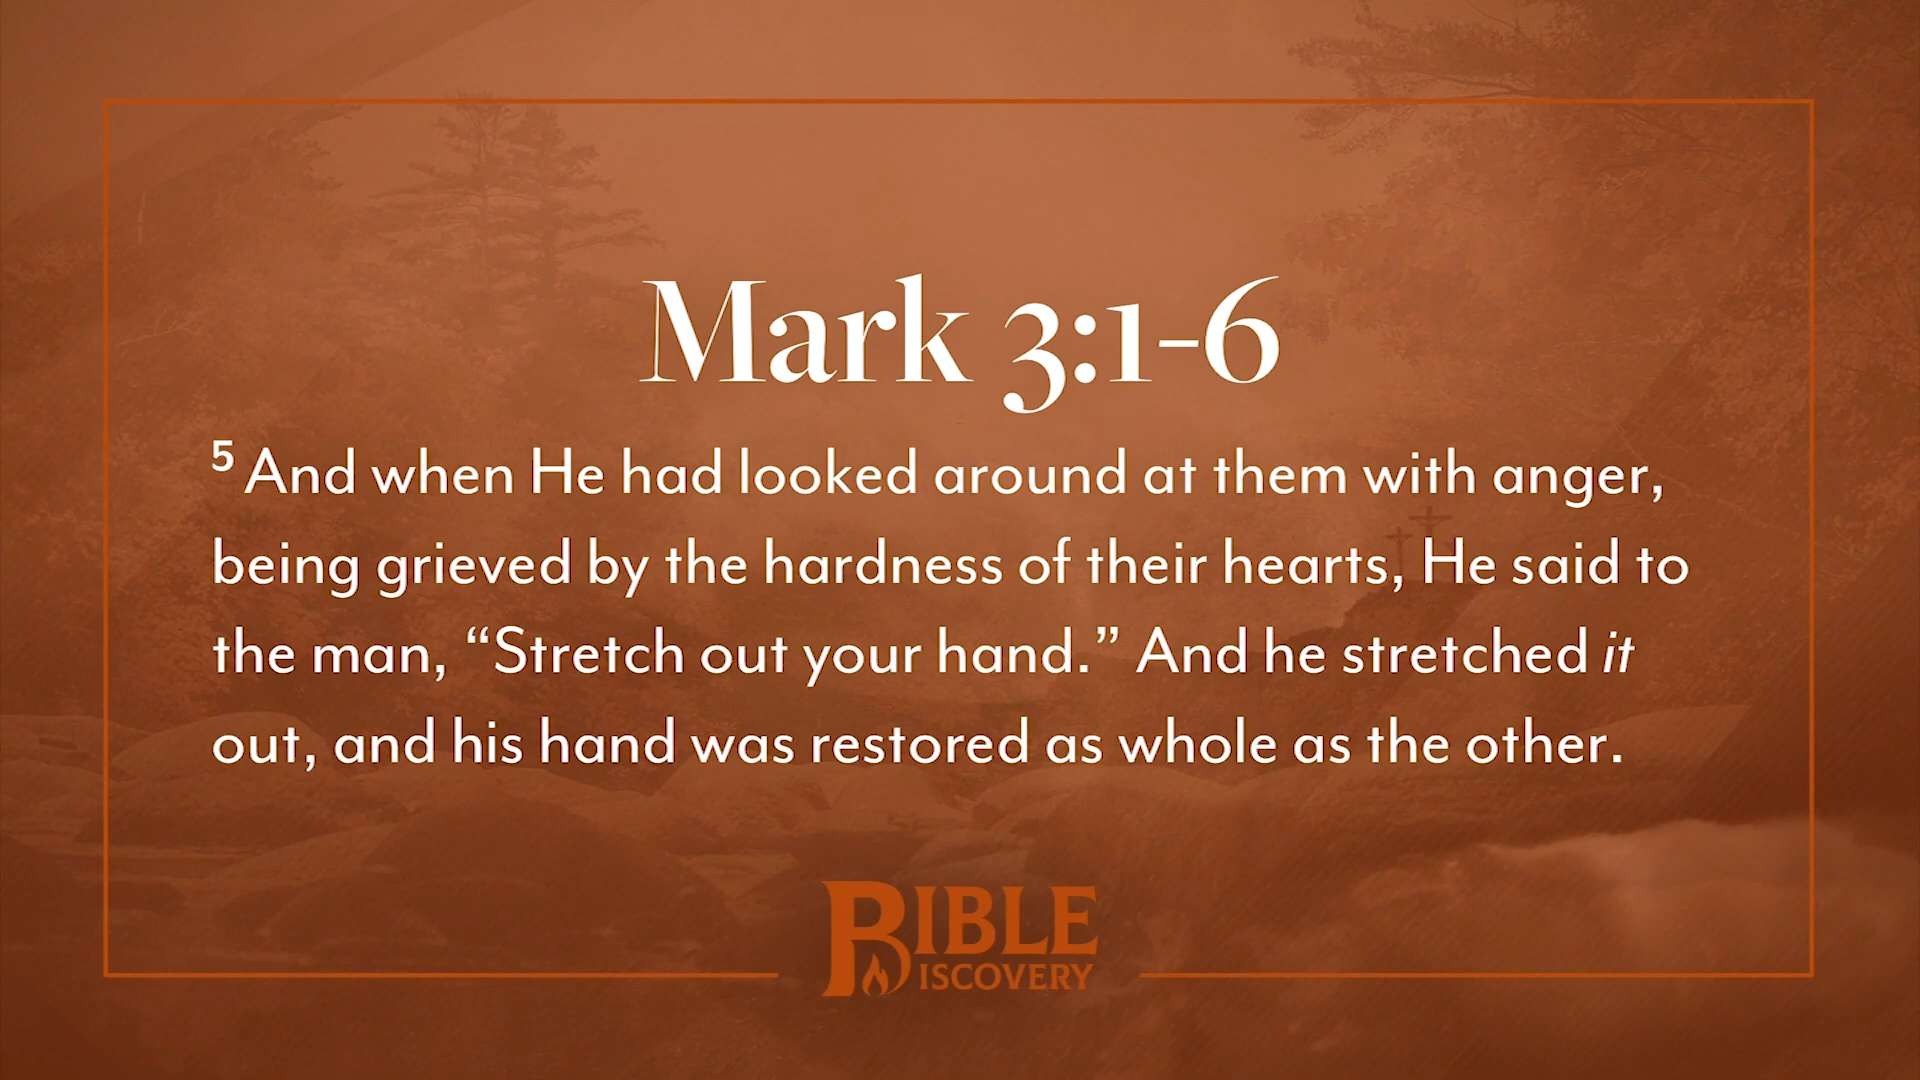 Mark 3:1-6
5 And when He had looked around at them with anger,
being grieved by the hardness of their hearts, He said to
the man, “Stretch out your hand.” And he stretched it
out, and his hand was restored as whole as the other.
BIBLE
DISCOVERY